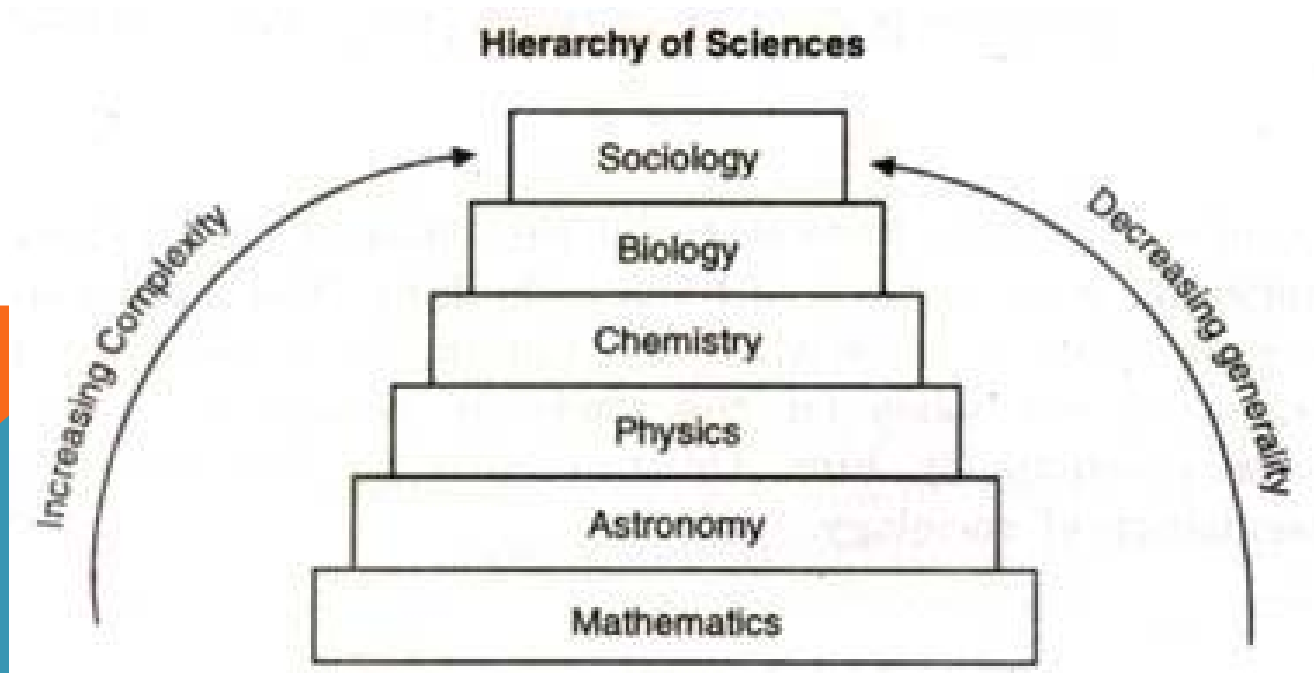 Hierarchy of Sciences
Sociology
Biology
Chemistry
Physics
Astronomy
Mathematics
Increasing Complexity
Decreasing generality